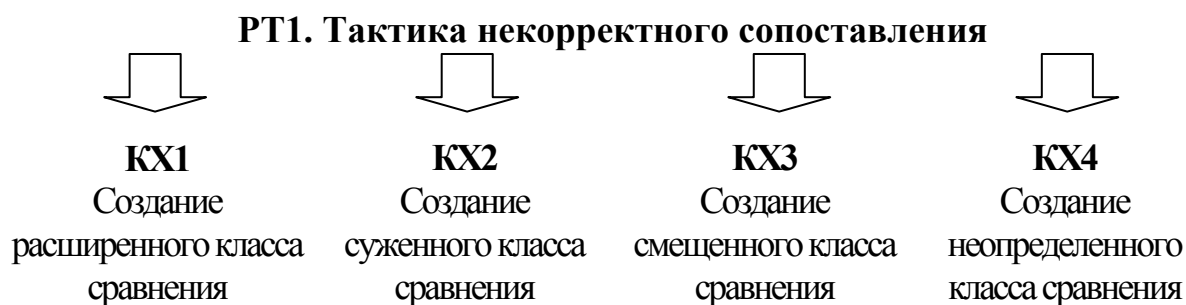 РТ1. Тактика некорректного сопоставления
КХ1
Создание
расширенного класса
сравнения
КХ2
Создание
суженного класса
сравнения
КХ3
Создание
смещенного класса
сравнения
КХ4
Создание
неопределенного
класса сравнения